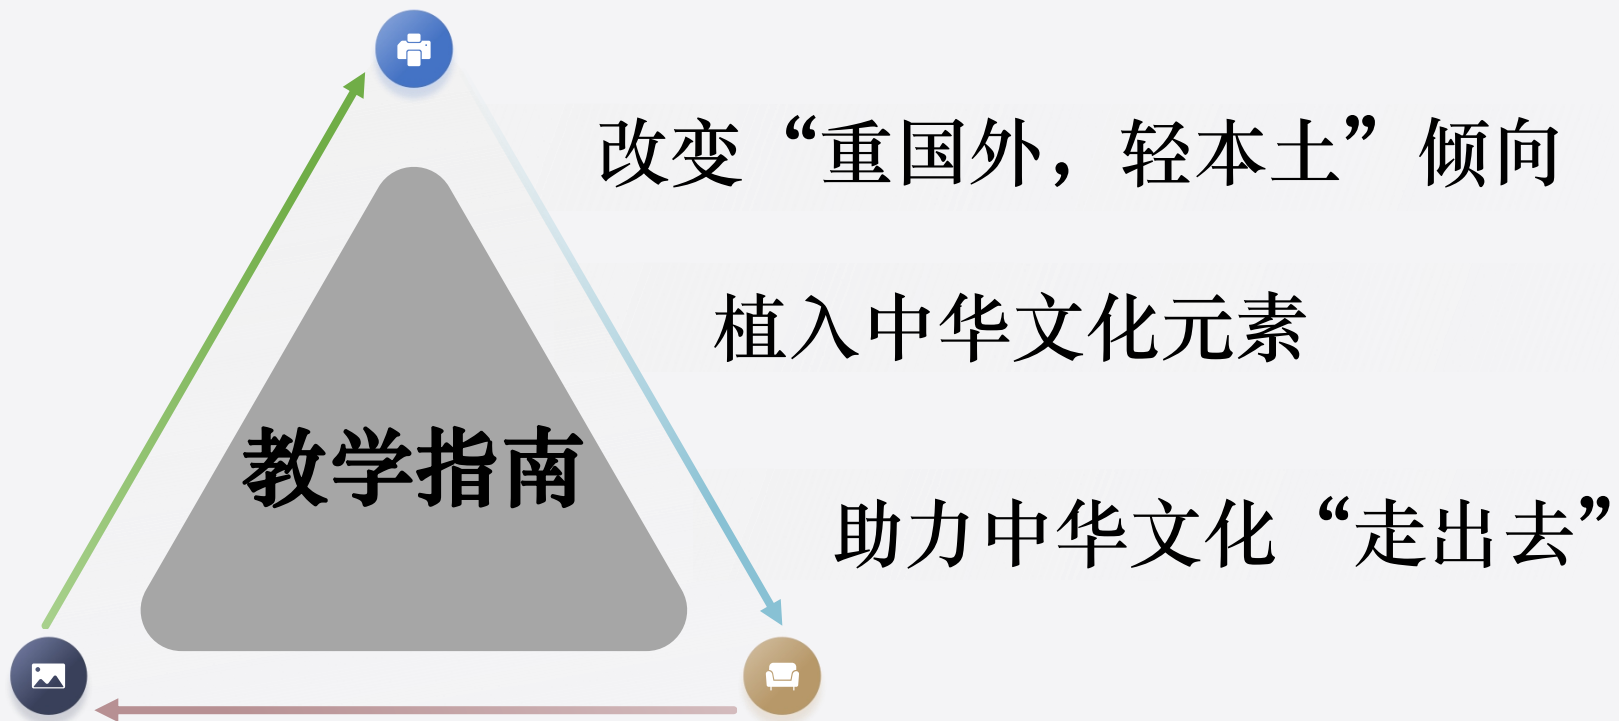 改变“重国外，轻本土”倾向
植入中华文化元素
教学指南
助力中华文化“走出去”